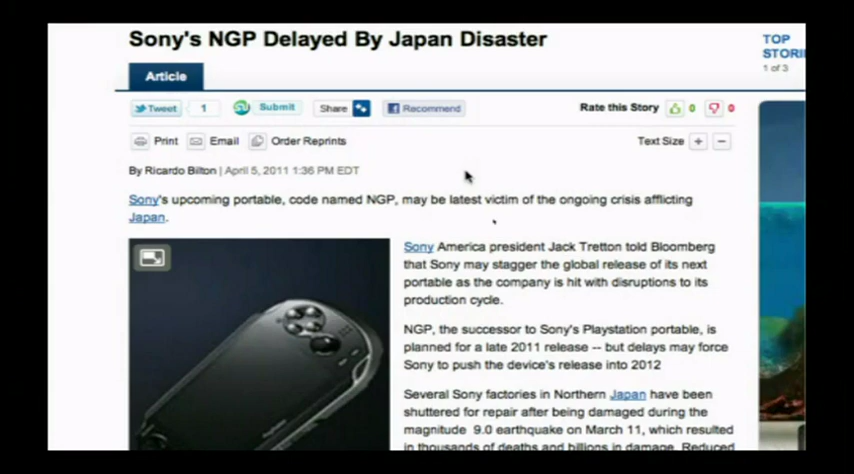 Sony's NGP Delayed By Japan Disaster
TOP
STORI
1 of 3
Article
Tweet 1 Submit Share Recommend Rate this Story 0 0
Print Email Order Reprints Text Size + −
By Ricardo Bilton | April 5, 2011 1:36 PM EDT
Sony's upcoming portable, code named NGP, may be latest victim of the ongoing crisis afflicting
Japan.
Sony America president Jack Tretton told Bloomberg
that Sony may stagger the global release of its next
portable as the company is hit with disruptions to its
production cycle.
NGP, the successor to Sony's Playstation portable, is
planned for a late 2011 release -- but delays may force
Sony to push the device's release into 2012
Several Sony factories in Northern Japan have been
shuttered for repair after being damaged during the
magnitude 9.0 earthquake on March 11, which resulted
in thousands of deaths and billions in damage. Reduced